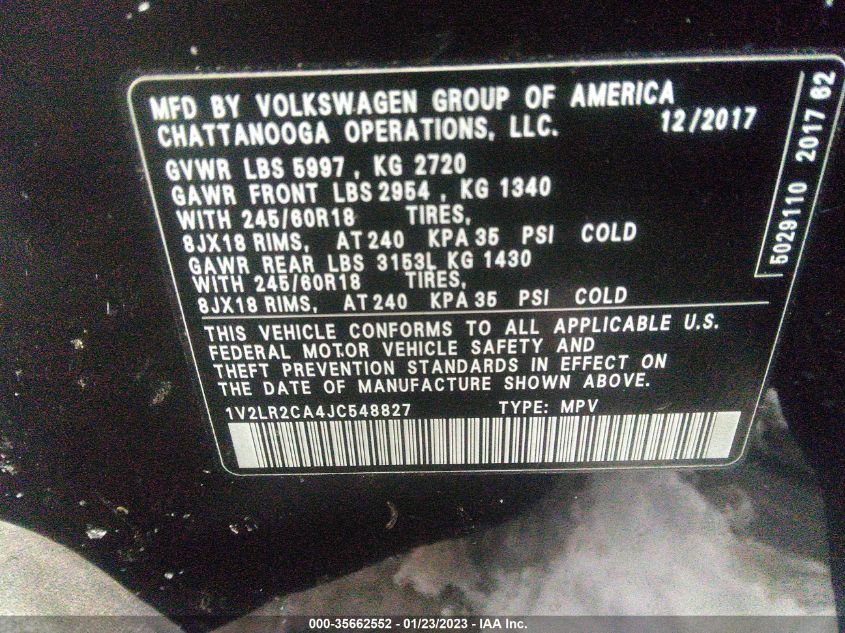 MFD BY VOLKSWAGEN GROUP OF AMERICA
CHATTANOOGA OPERATIONS, LLC. 12/2017
GVWR LBS 5997, KG 2720
GAWR FRONT LBS 2954, KG 1340
WITH 245/60R18 TIRES,
8JX18 RIMS, AT 240 KPA 35 PSI COLD
GAWR REAR LBS 3153L KG 1430
WITH 245/60R18 TIRES,
8JX18 RIMS, AT 240 KPA 35 PSI COLD
THIS VEHICLE CONFORMS TO ALL APPLICABLE U.S.
FEDERAL MOTOR VEHICLE SAFETY AND
THEFT PREVENTION STANDARDS IN EFFECT ON
THE DATE OF MANUFACTURE SHOWN ABOVE.
1V2LR2CA4JC548827 TYPE: MPV
5029110 2017 62
000-35662552 - 01/23/2023 - IAA Inc.